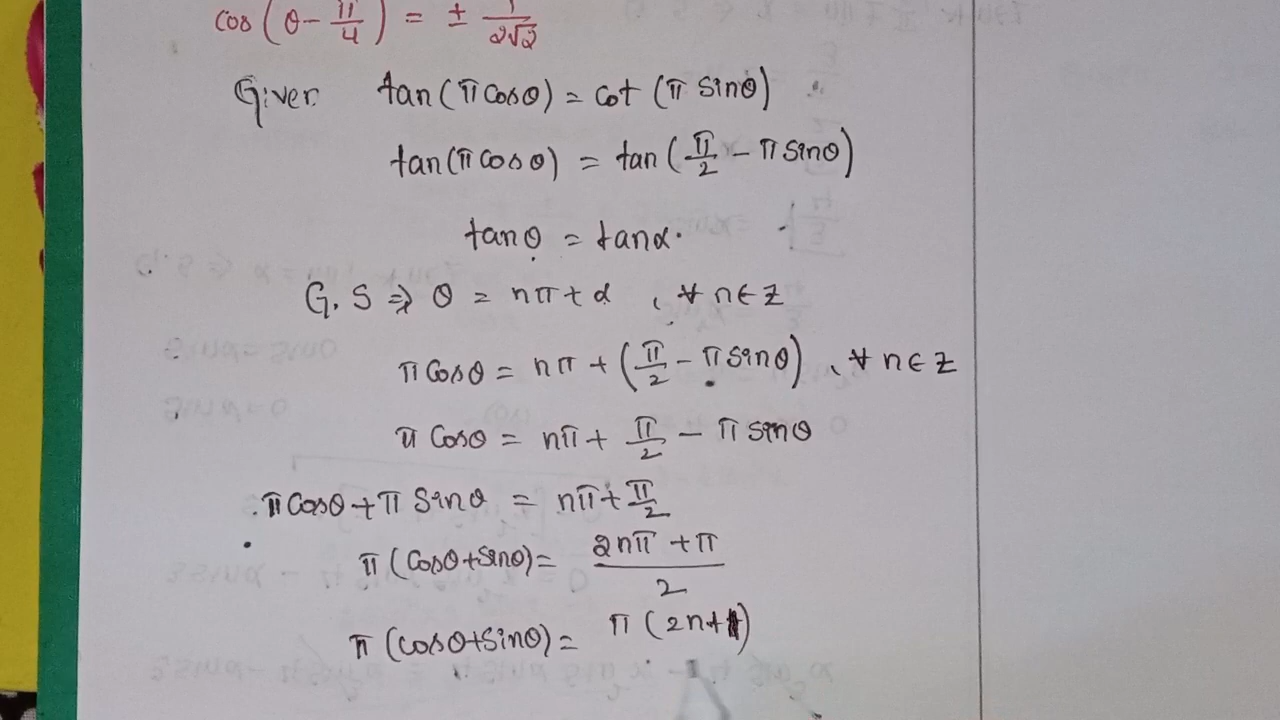 cos(θ - π/4) = ± 1/2√2
Given tan(π cosθ) = cot(π sinθ)
tan(π cosθ) = tan(π/2 - π sinθ)
tanθ = tanα.
G.S ⇒ θ = nπ + α, ∀ n ∈ Z
π cosθ = nπ + (π/2 - π sinθ), ∀ n ∈ Z
π cosθ = nπ + π/2 - π sinθ
π cosθ + π sinθ = nπ + π/2
π(cosθ + sinθ) = (2nπ + π)/2
π(cosθ + sinθ) = π(2n+1)